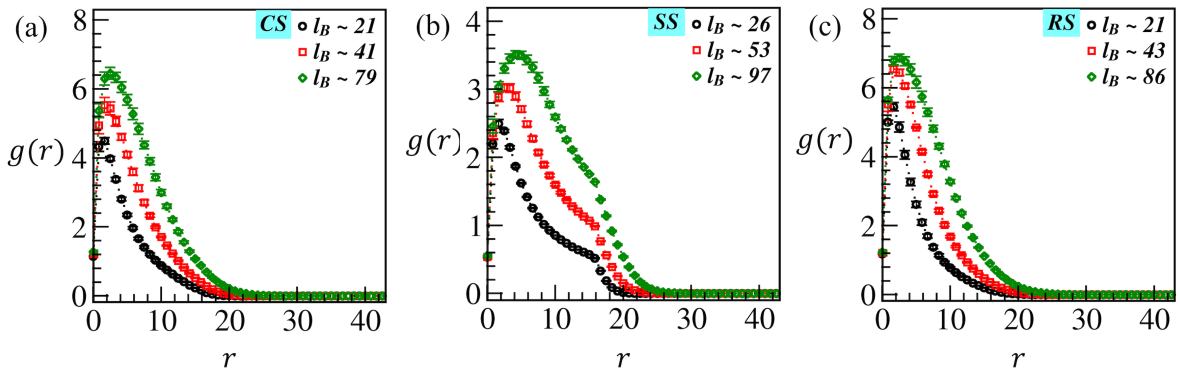 (a)
CS
l_B ~ 21
l_B ~ 41
l_B ~ 79
g(r)
8
6
4
2
0
0 10 20 30 40
r
(b)
SS
l_B ~ 26
l_B ~ 53
l_B ~ 97
g(r)
4
3
2
1
0
0 10 20 30 40
r
(c)
RS
l_B ~ 21
l_B ~ 43
l_B ~ 86
g(r)
8
6
4
2
0
0 10 20 30 40
r